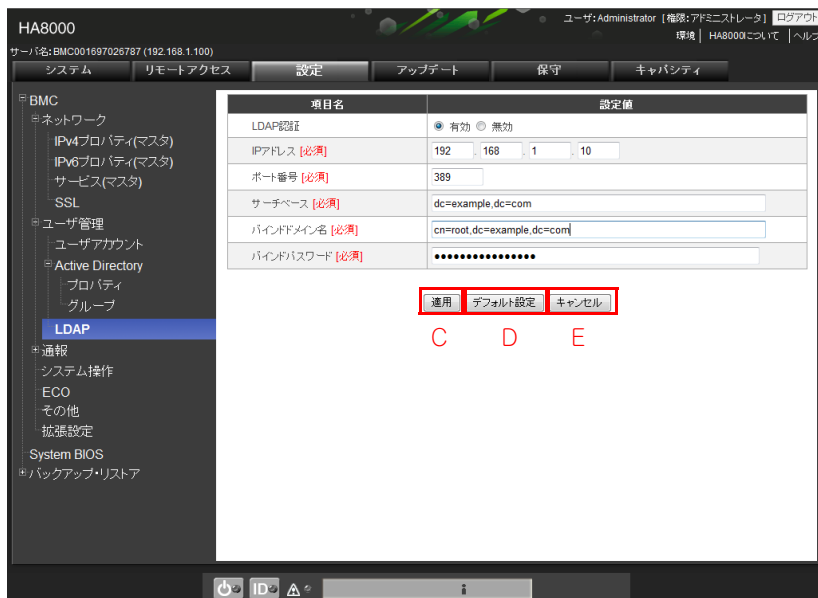 ユーザ:Administrator [権限:アドミニストレータ] ログアウト
HA8000
環境 | HA8000について | ヘルプ
サーバ名:BMC001697026787 (192.168.1.100)
システム リモートアクセス 設定 アップデート 保守 キャパシティ
BMC
ネットワーク
IPv4プロパティ(マスタ)
IPv6プロパティ(マスタ)
サービス(マスタ)
SSL
ユーザ管理
ユーザアカウント
Active Directory
プロパティ
グループ
LDAP
通報
システム操作
ECO
その他
拡張設定
System BIOS
バックアップ・リストア
項目名 設定値
LDAP認証 有効 無効
IPアドレス [必須] 192 . 168 . 1 . 10
ポート番号 [必須] 389
サーチベース [必須] dc=example,dc=com
バインドドメイン名 [必須] cn=root,dc=example,dc=com
バインドパスワード [必須] ●●●●●●●●●●●●●●●●
適用 デフォルト設定 キャンセル
C D E
ID